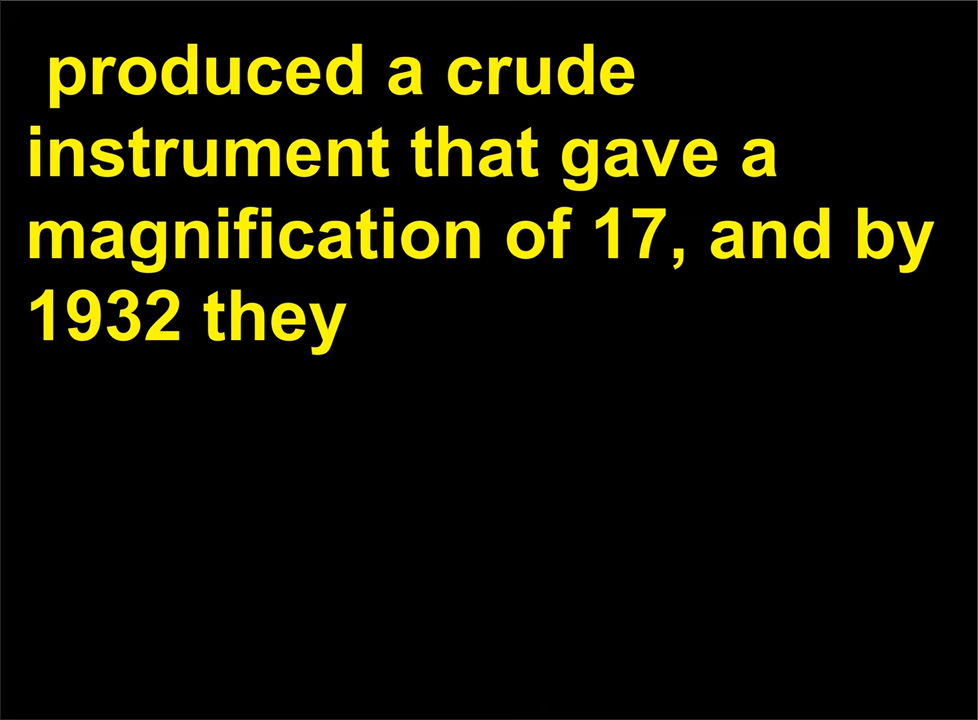 produced a crude
instrument that gave a
magnification of 17, and by
1932 they